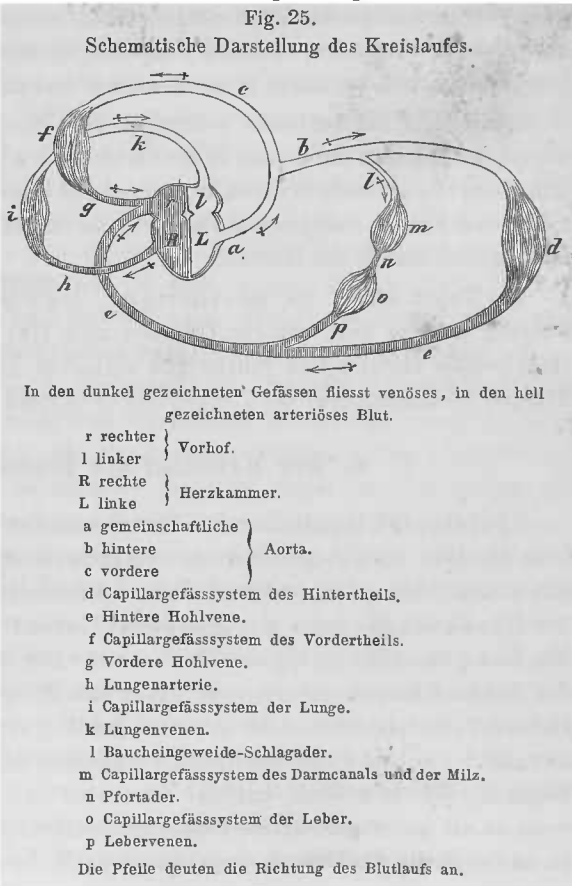 Fig. 25.
Schematische Darstellung des Kreislaufes.
c
f
k
b
l
m
i
g
r
l
R
L
a
d
n
h
o
e
p
e
In den dunkel gezeichneten Gefässen fliesst venöses, in den hell
gezeichneten arteriöses Blut.
r rechter } Vorhof.
l linker
R rechte } Herzkammer.
L linke
a gemeinschaftliche
b hintere } Aorta.
c vordere
d Capillargefässsystem des Hintertheils.
e Hintere Hohlvene.
f Capillargefässsystem des Vordertheils.
g Vordere Hohlvene.
h Lungenarterie.
i Capillargefässsystem der Lunge.
k Lungenvenen.
l Baucheingeweide-Schlagader.
m Capillargefässsystem des Darmcanals und der Milz.
n Pfortader.
o Capillargefässsystem der Leber.
p Lebervenen.
Die Pfeile deuten die Richtung des Blutlaufs an.